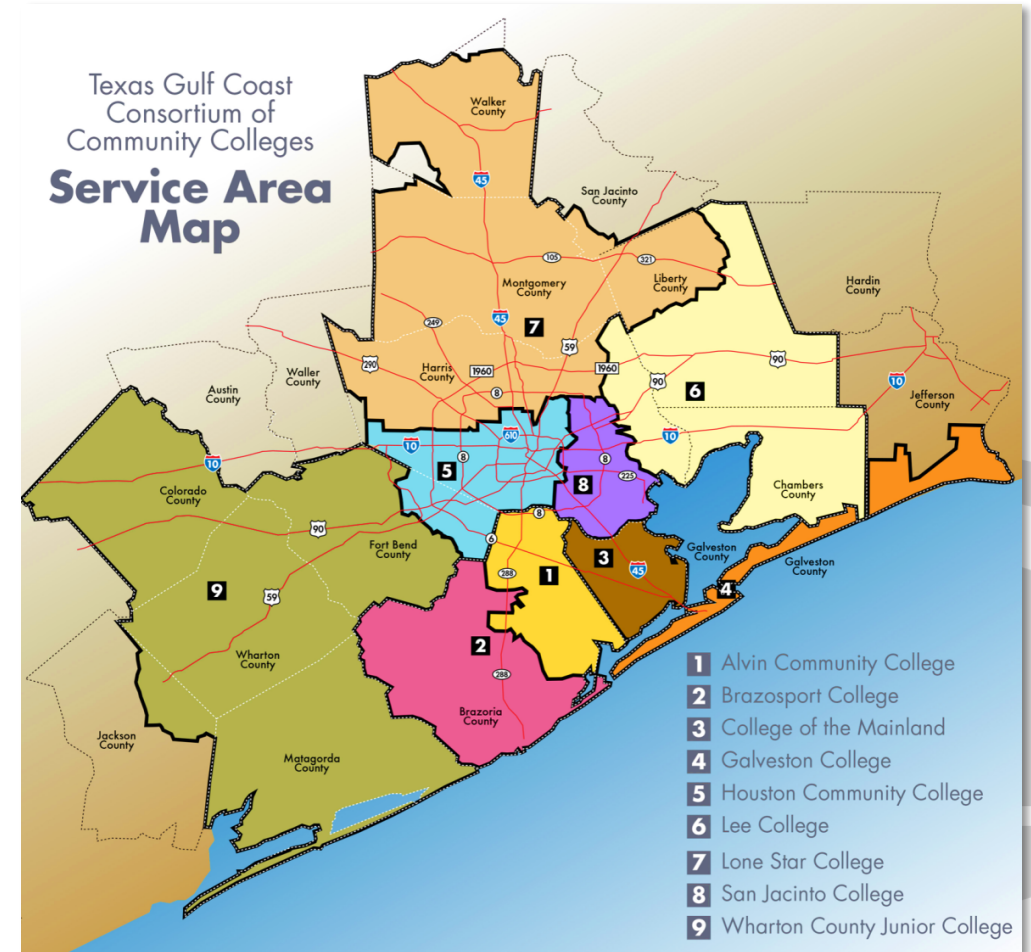 Texas Gulf Coast
Consortium of
Community Colleges
Service Area
Map
Walker
County
45
San Jacinto
County
105
321
Montgomery
County
Liberty
County
Hardin
County
249
45
7
59
290
Harris
County
1960
1960
90
90
8
6
10
Jefferson
County
Waller
County
Austin
County
610
10
8
5
8
10
8
225
Chambers
County
10
Colorado
County
90
Fort Bend
County
6
8
288
1
3
45
Galveston
County
Galveston
County
4
9
59
Wharton
County
2
288
Brazoria
County
Jackson
County
Matagorda
County
1 Alvin Community College
2 Brazosport College
3 College of the Mainland
4 Galveston College
5 Houston Community College
6 Lee College
7 Lone Star College
8 San Jacinto College
9 Wharton County Junior College